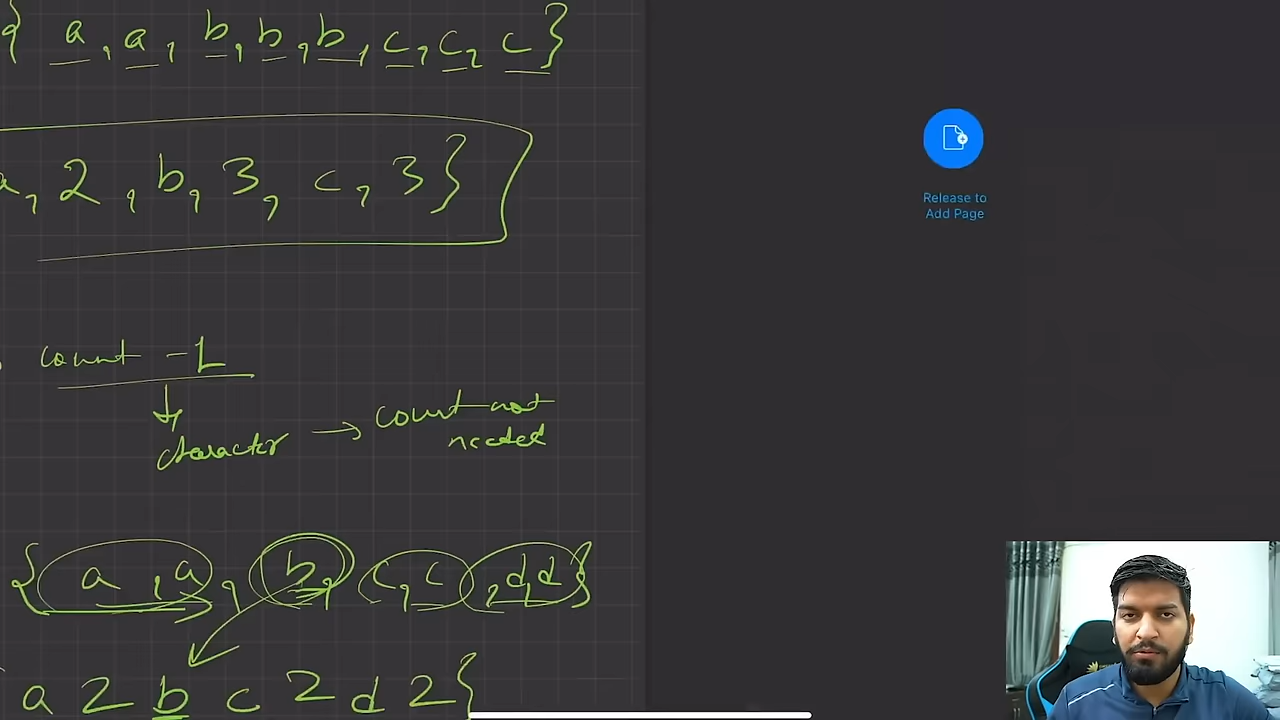 { a, a, b, b, b, c, c, c }
a, 2, b, 3, c, 3 }
Release to
Add Page
count - 1
character → count not
needed
{ a, a, b, c, c, d, d }
a 2 b c 2 d 2 }